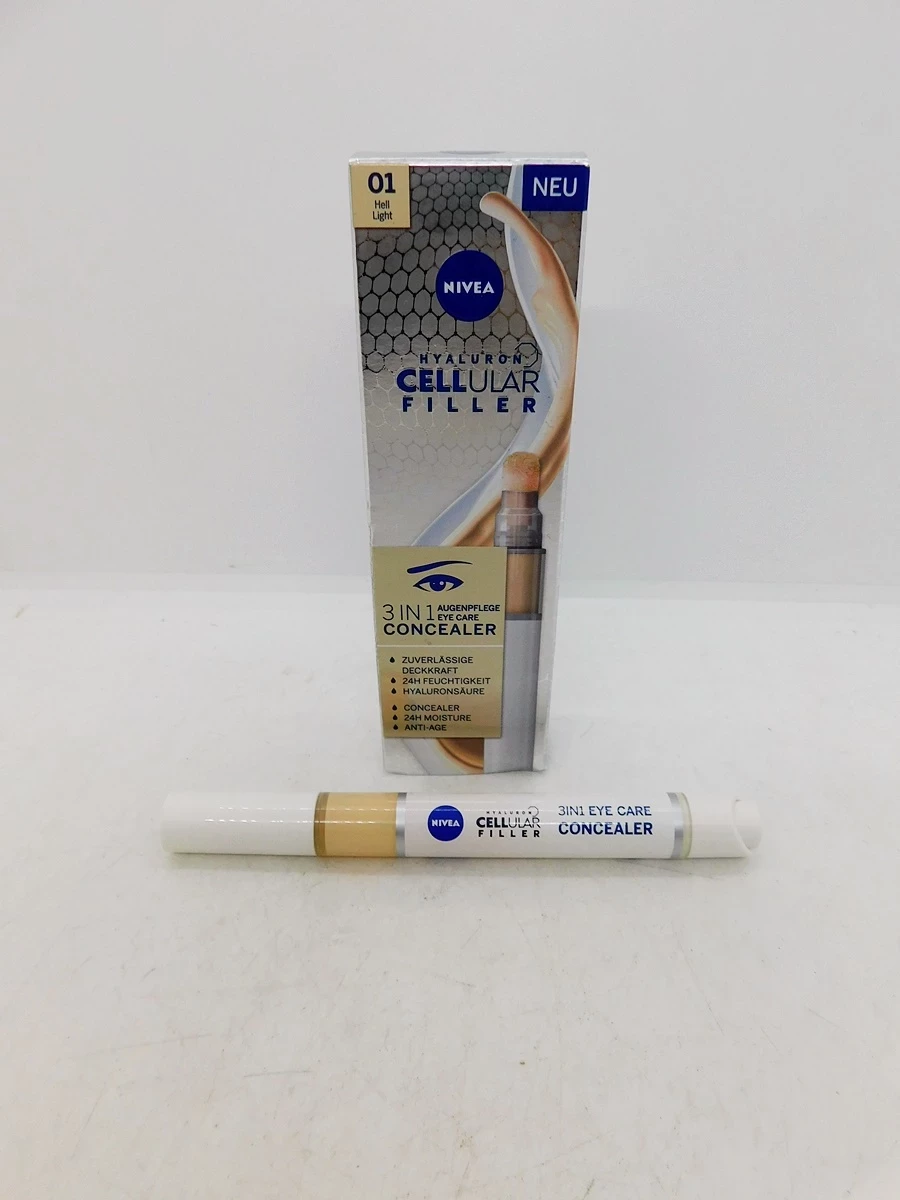 01
Hell
Light
NEU
NIVEA
HYALURON
CELLULAR
FILLER
3 IN 1 AUGENPFLEGE
EYE CARE
CONCEALER
ZUVERLÄSSIGE
DECKKRAFT
24H FEUCHTIGKEIT
HYALURONSÄURE
CONCEALER
24H MOISTURE
ANTI-AGE
NIVEA
HYALURON
CELLULAR
FILLER
3IN1 EYE CARE
CONCEALER